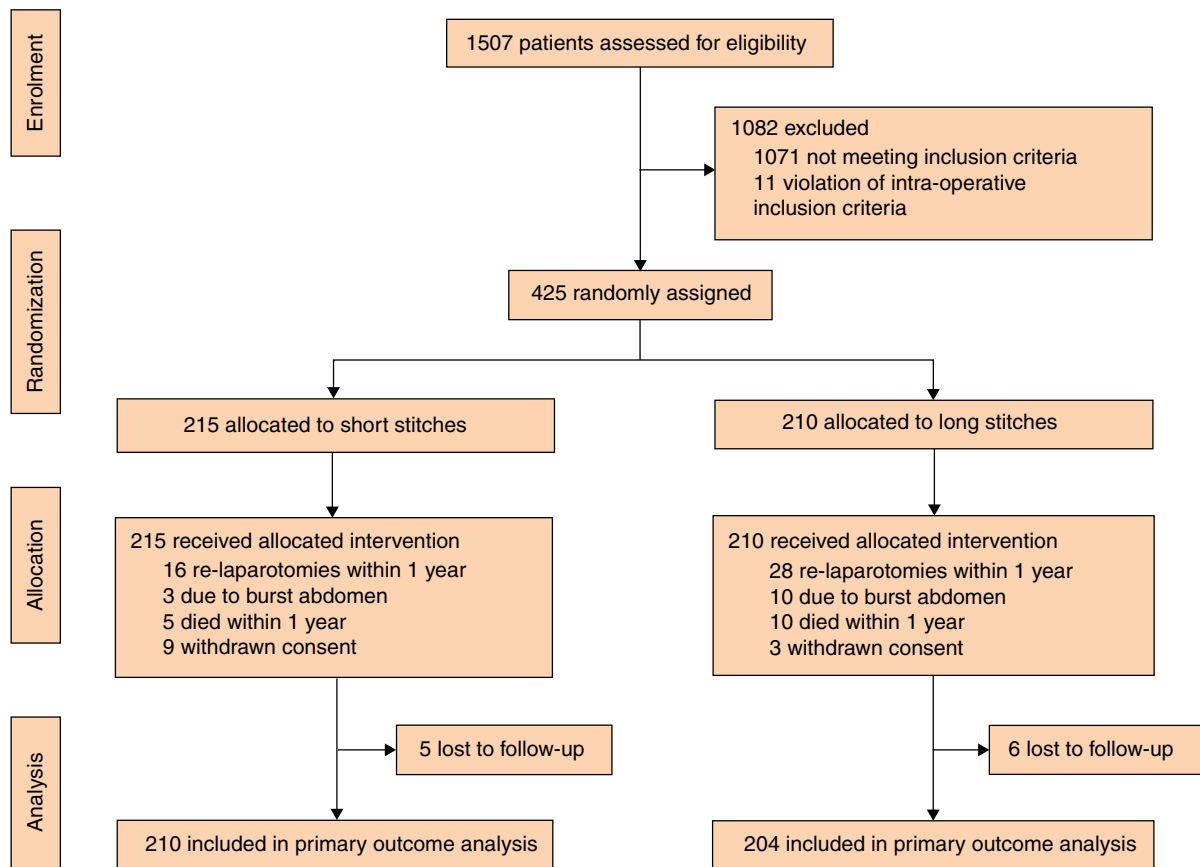 Enrolment
1507 patients assessed for eligibility
1082 excluded
1071 not meeting inclusion criteria
11 violation of intra-operative
inclusion criteria
Randomization
425 randomly assigned
215 allocated to short stitches
210 allocated to long stitches
Allocation
215 received allocated intervention
16 re-laparotomies within 1 year
3 due to burst abdomen
5 died within 1 year
9 withdrawn consent
210 received allocated intervention
28 re-laparotomies within 1 year
10 due to burst abdomen
10 died within 1 year
3 withdrawn consent
Analysis
5 lost to follow-up
6 lost to follow-up
210 included in primary outcome analysis
204 included in primary outcome analysis